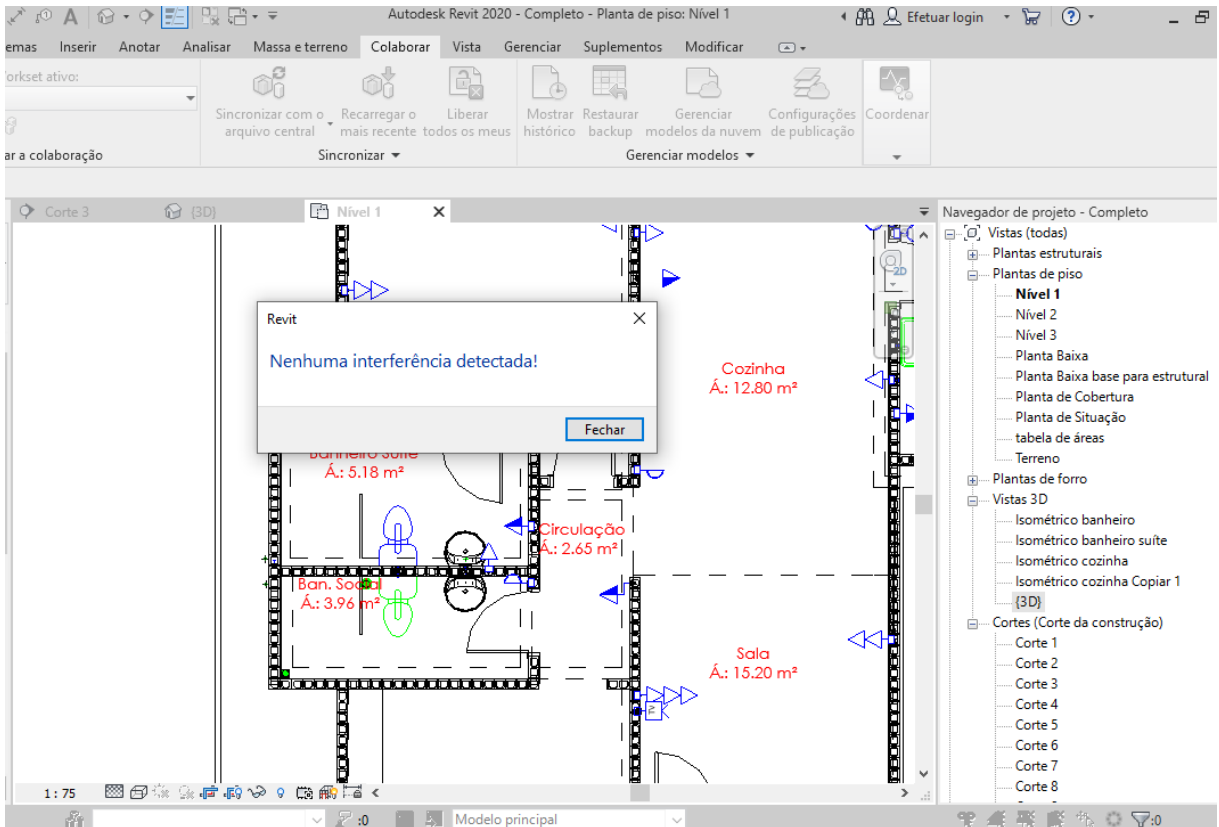 Autodesk Revit 2020 - Completo - Planta de piso: Nível 1
Efetuar login
emas Inserir Anotar Analisar Massa e terreno Colaborar Vista Gerenciar Suplementos Modificar
orkset ativo:
Sincronizar com o arquivo central
Recarregar o mais recente
Liberar todos os meus
Mostrar histórico
Restaurar backup
Gerenciar modelos da nuvem
Configurações de publicação
Coordenar
ar a colaboração
Sincronizar
Gerenciar modelos
Corte 3
{3D}
Nível 1
2D
Revit
Nenhuma interferência detectada!
Fechar
Cozinha
Á.: 12.80 m²
Banheiro Suíte
Á.: 5.18 m²
Circulação
Á.: 2.65 m²
Ban. Social
Á.: 3.96 m²
Sala
Á.: 15.20 m²
TV
Navegador de projeto - Completo
Vistas (todas)
Plantas estruturais
Plantas de piso
Nível 1
Nível 2
Nível 3
Planta Baixa
Planta Baixa base para estrutural
Planta de Cobertura
Planta de Situação
tabela de áreas
Terreno
Plantas de forro
Vistas 3D
Isométrico banheiro
Isométrico banheiro suíte
Isométrico cozinha
Isométrico cozinha Copiar 1
{3D}
Cortes (Corte da construção)
Corte 1
Corte 2
Corte 3
Corte 4
Corte 5
Corte 6
Corte 7
Corte 8
1 : 75
:0
Modelo principal
:0